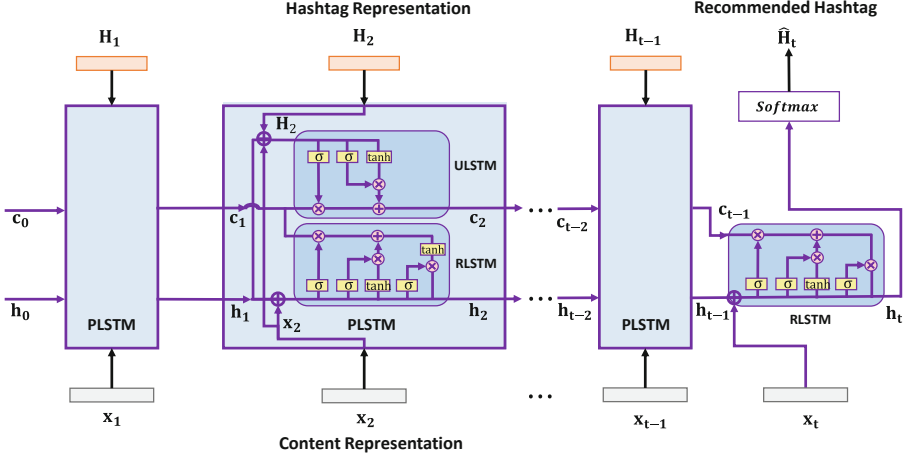 Hashtag Representation
Recommended Hashtag
H₁
H₂
Hₜ₋₁
Ĥₜ
Softmax
H₂
σ
σ
tanh
ULSTM
×
×
+
c₀
c₁
c₂
...
cₜ₋₂
cₜ₋₁
×
+
tanh
×
×
RLSTM
σ
σ
tanh
σ
×
+
×
×
σ
σ
tanh
σ
h₀
PLSTM
h₁
x₂
PLSTM
h₂
...
hₜ₋₂
PLSTM
hₜ₋₁
RLSTM
hₜ
x₁
x₂
...
xₜ₋₁
xₜ
Content Representation